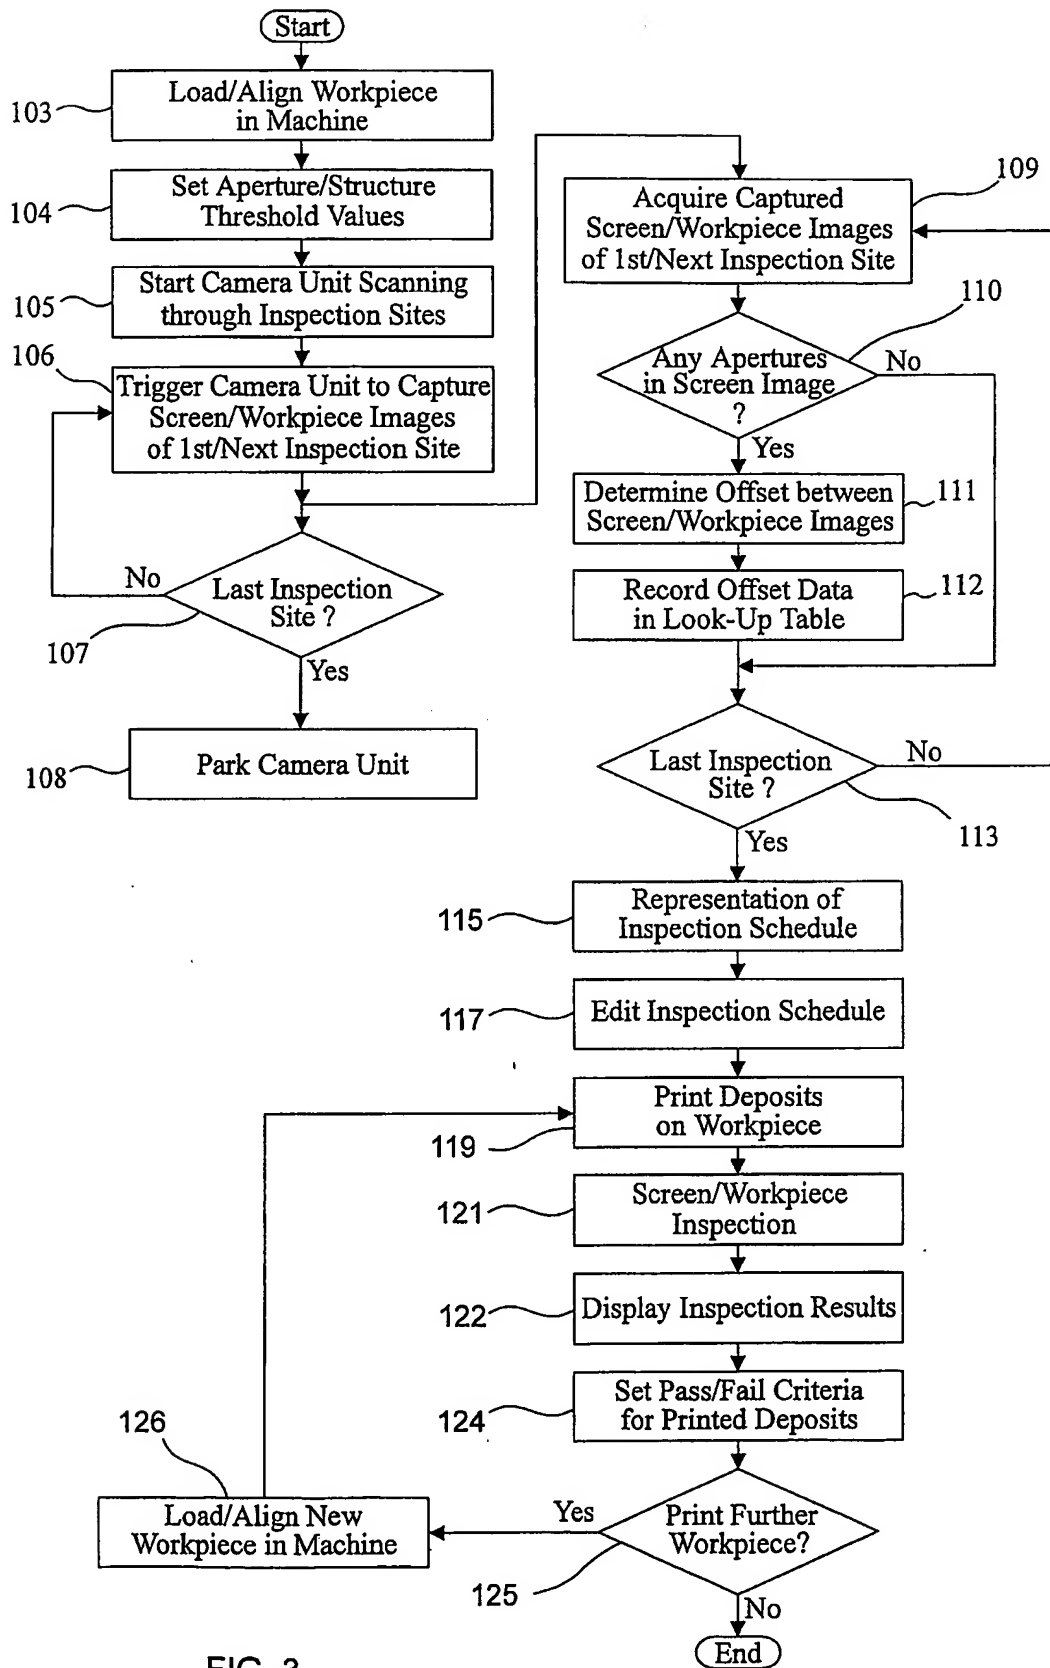 Start
103
Load/Align Workpiece
in Machine
104
Set Aperture/Structure
Threshold Values
105
Start Camera Unit Scanning
through Inspection Sites
106
Trigger Camera Unit to Capture
Screen/Workpiece Images
of 1st/Next Inspection Site
No
Last Inspection
Site ?
107
Yes
108
Park Camera Unit
109
Acquire Captured
Screen/Workpiece Images
of 1st/Next Inspection Site
110
Any Apertures
in Screen Image
?
No
Yes
Determine Offset between
Screen/Workpiece Images
111
Record Offset Data
in Look-Up Table
112
Last Inspection
Site ?
No
113
Yes
115
Representation of
Inspection Schedule
117
Edit Inspection Schedule
Print Deposits
on Workpiece
119
121
Screen/Workpiece
Inspection
122
Display Inspection Results
124
Set Pass/Fail Criteria
for Printed Deposits
126
Load/Align New
Workpiece in Machine
Yes
Print Further
Workpiece?
125
No
End
FIG. 3